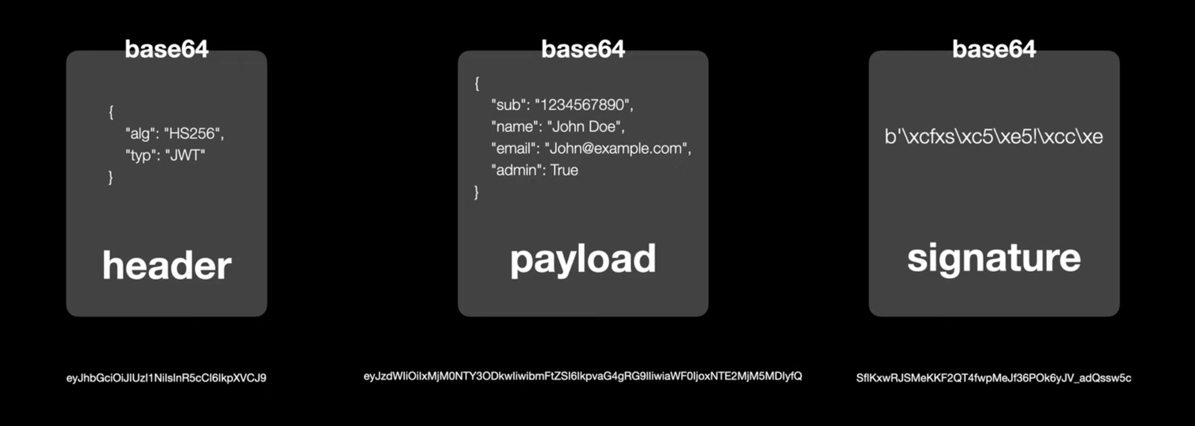 base64
{
"alg": "HS256",
"typ": "JWT"
}
header
eyJhbGciOiJIUzI1NiIsInR5cCI6IkpXVCJ9
base64
{
"sub": "1234567890",
"name": "John Doe",
"email": "John@example.com",
"admin": True
}
payload
eyJzdWIiOiIxMjM0NTY3ODkwIiwibmFtZSI6IkpvaG4gRG9lIiwiaWF0IjoxNTE2MjM5MDIyfQ
base64
b'\xcfxs\xc5\xe5!\xcc\xe
signature
SflKxwRJSMeKKF2QT4fwpMeJf36POk6yJV_adQssw5c